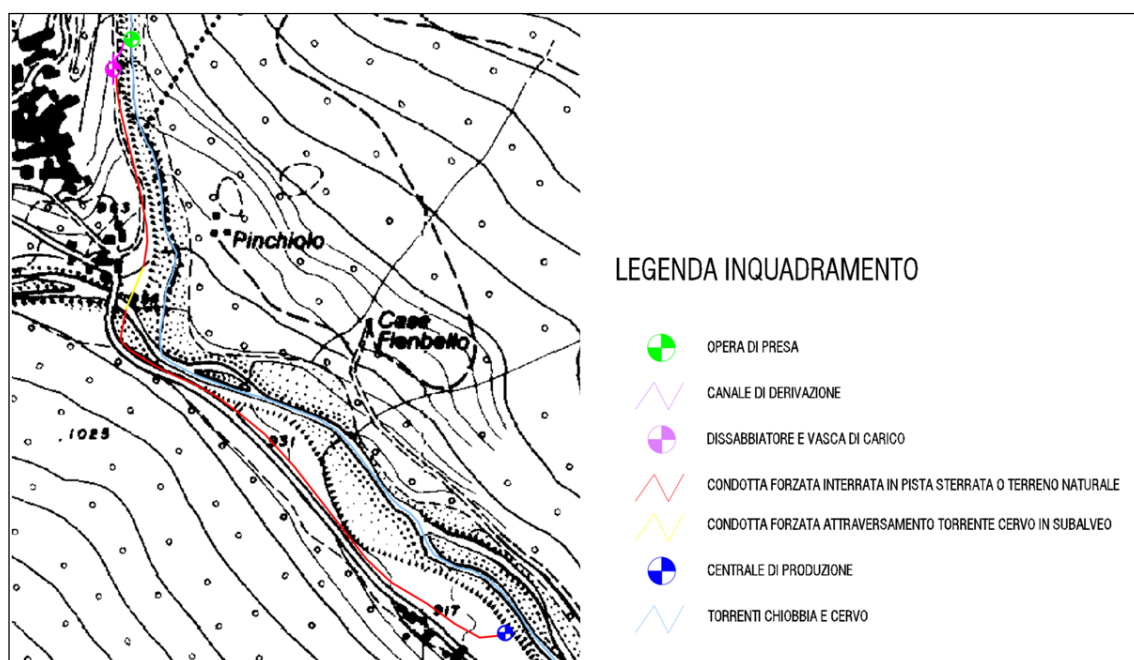 963
Pinchiolo
Case
Flenbello
.1025
931
917
LEGENDA INQUADRAMENTO
OPERA DI PRESA
CANALE DI DERIVAZIONE
DISSABBIATORE E VASCA DI CARICO
CONDOTTA FORZATA INTERRATA IN PISTA STERRATA O TERRENO NATURALE
CONDOTTA FORZATA ATTRAVERSAMENTO TORRENTE CERVO IN SUBALVEO
CENTRALE DI PRODUZIONE
TORRENTI CHIOBBIA E CERVO